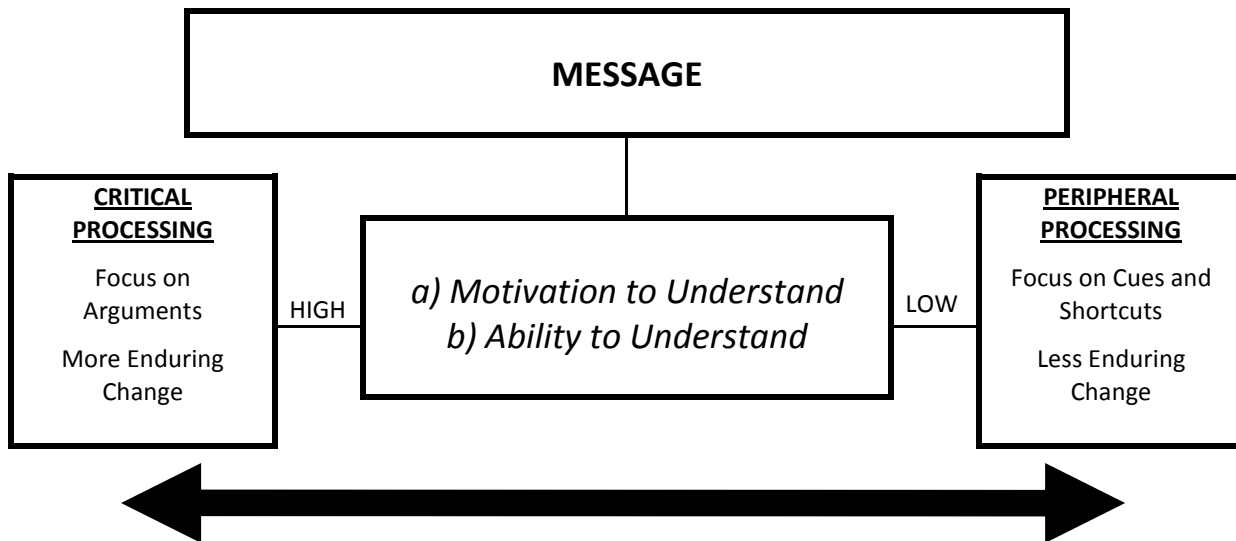 MESSAGE
CRITICAL
PROCESSING
Focus on
Arguments
More Enduring
Change
HIGH
a) Motivation to Understand
b) Ability to Understand
LOW
PERIPHERAL
PROCESSING
Focus on Cues and
Shortcuts
Less Enduring
Change